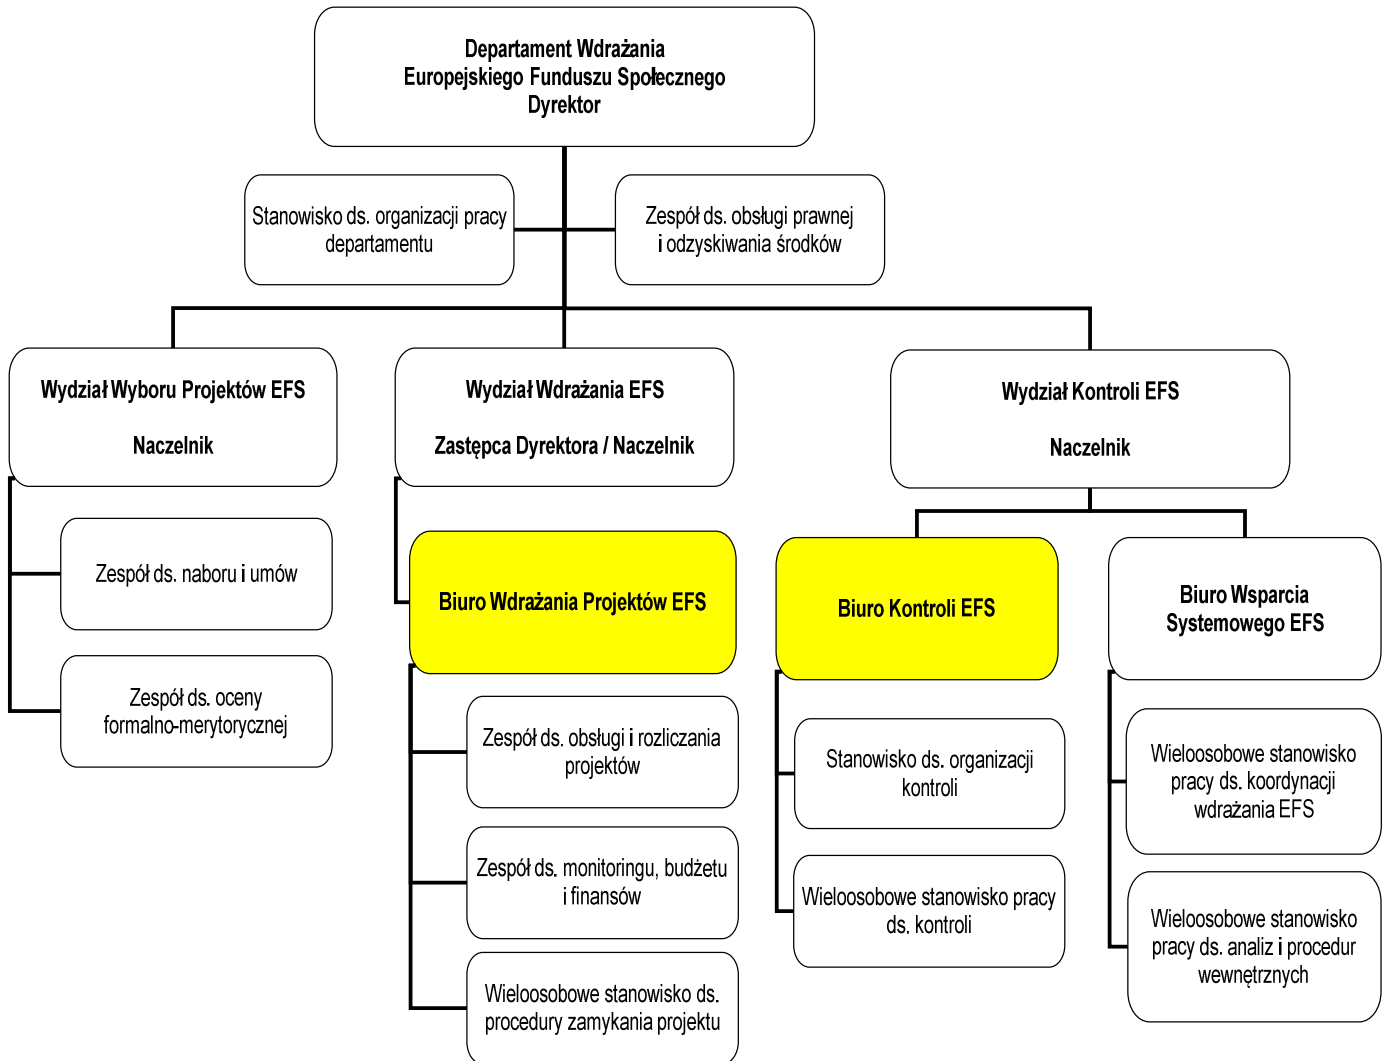 Departament Wdrażania
Europejskiego Funduszu Społecznego
Dyrektor
Stanowisko ds. organizacji pracy
departamentu
Zespół ds. obsługi prawnej
i odzyskiwania środków
Wydział Wyboru Projektów EFS
Naczelnik
Zespół ds. naboru i umów
Zespół ds. oceny
formalno-merytorycznej
Wydział Wdrażania EFS
Zastępca Dyrektora / Naczelnik
Biuro Wdrażania Projektów EFS
Zespół ds. obsługi i rozliczania
projektów
Zespół ds. monitoringu, budżetu
i finansów
Wieloosobowe stanowisko ds.
procedury zamykania projektu
Wydział Kontroli EFS
Naczelnik
Biuro Kontroli EFS
Stanowisko ds. organizacji
kontroli
Wieloosobowe stanowisko pracy
ds. kontroli
Biuro Wsparcia
Systemowego EFS
Wieloosobowe stanowisko
pracy ds. koordynacji
wdrażania EFS
Wieloosobowe stanowisko
pracy ds. analiz i procedur
wewnętrznych